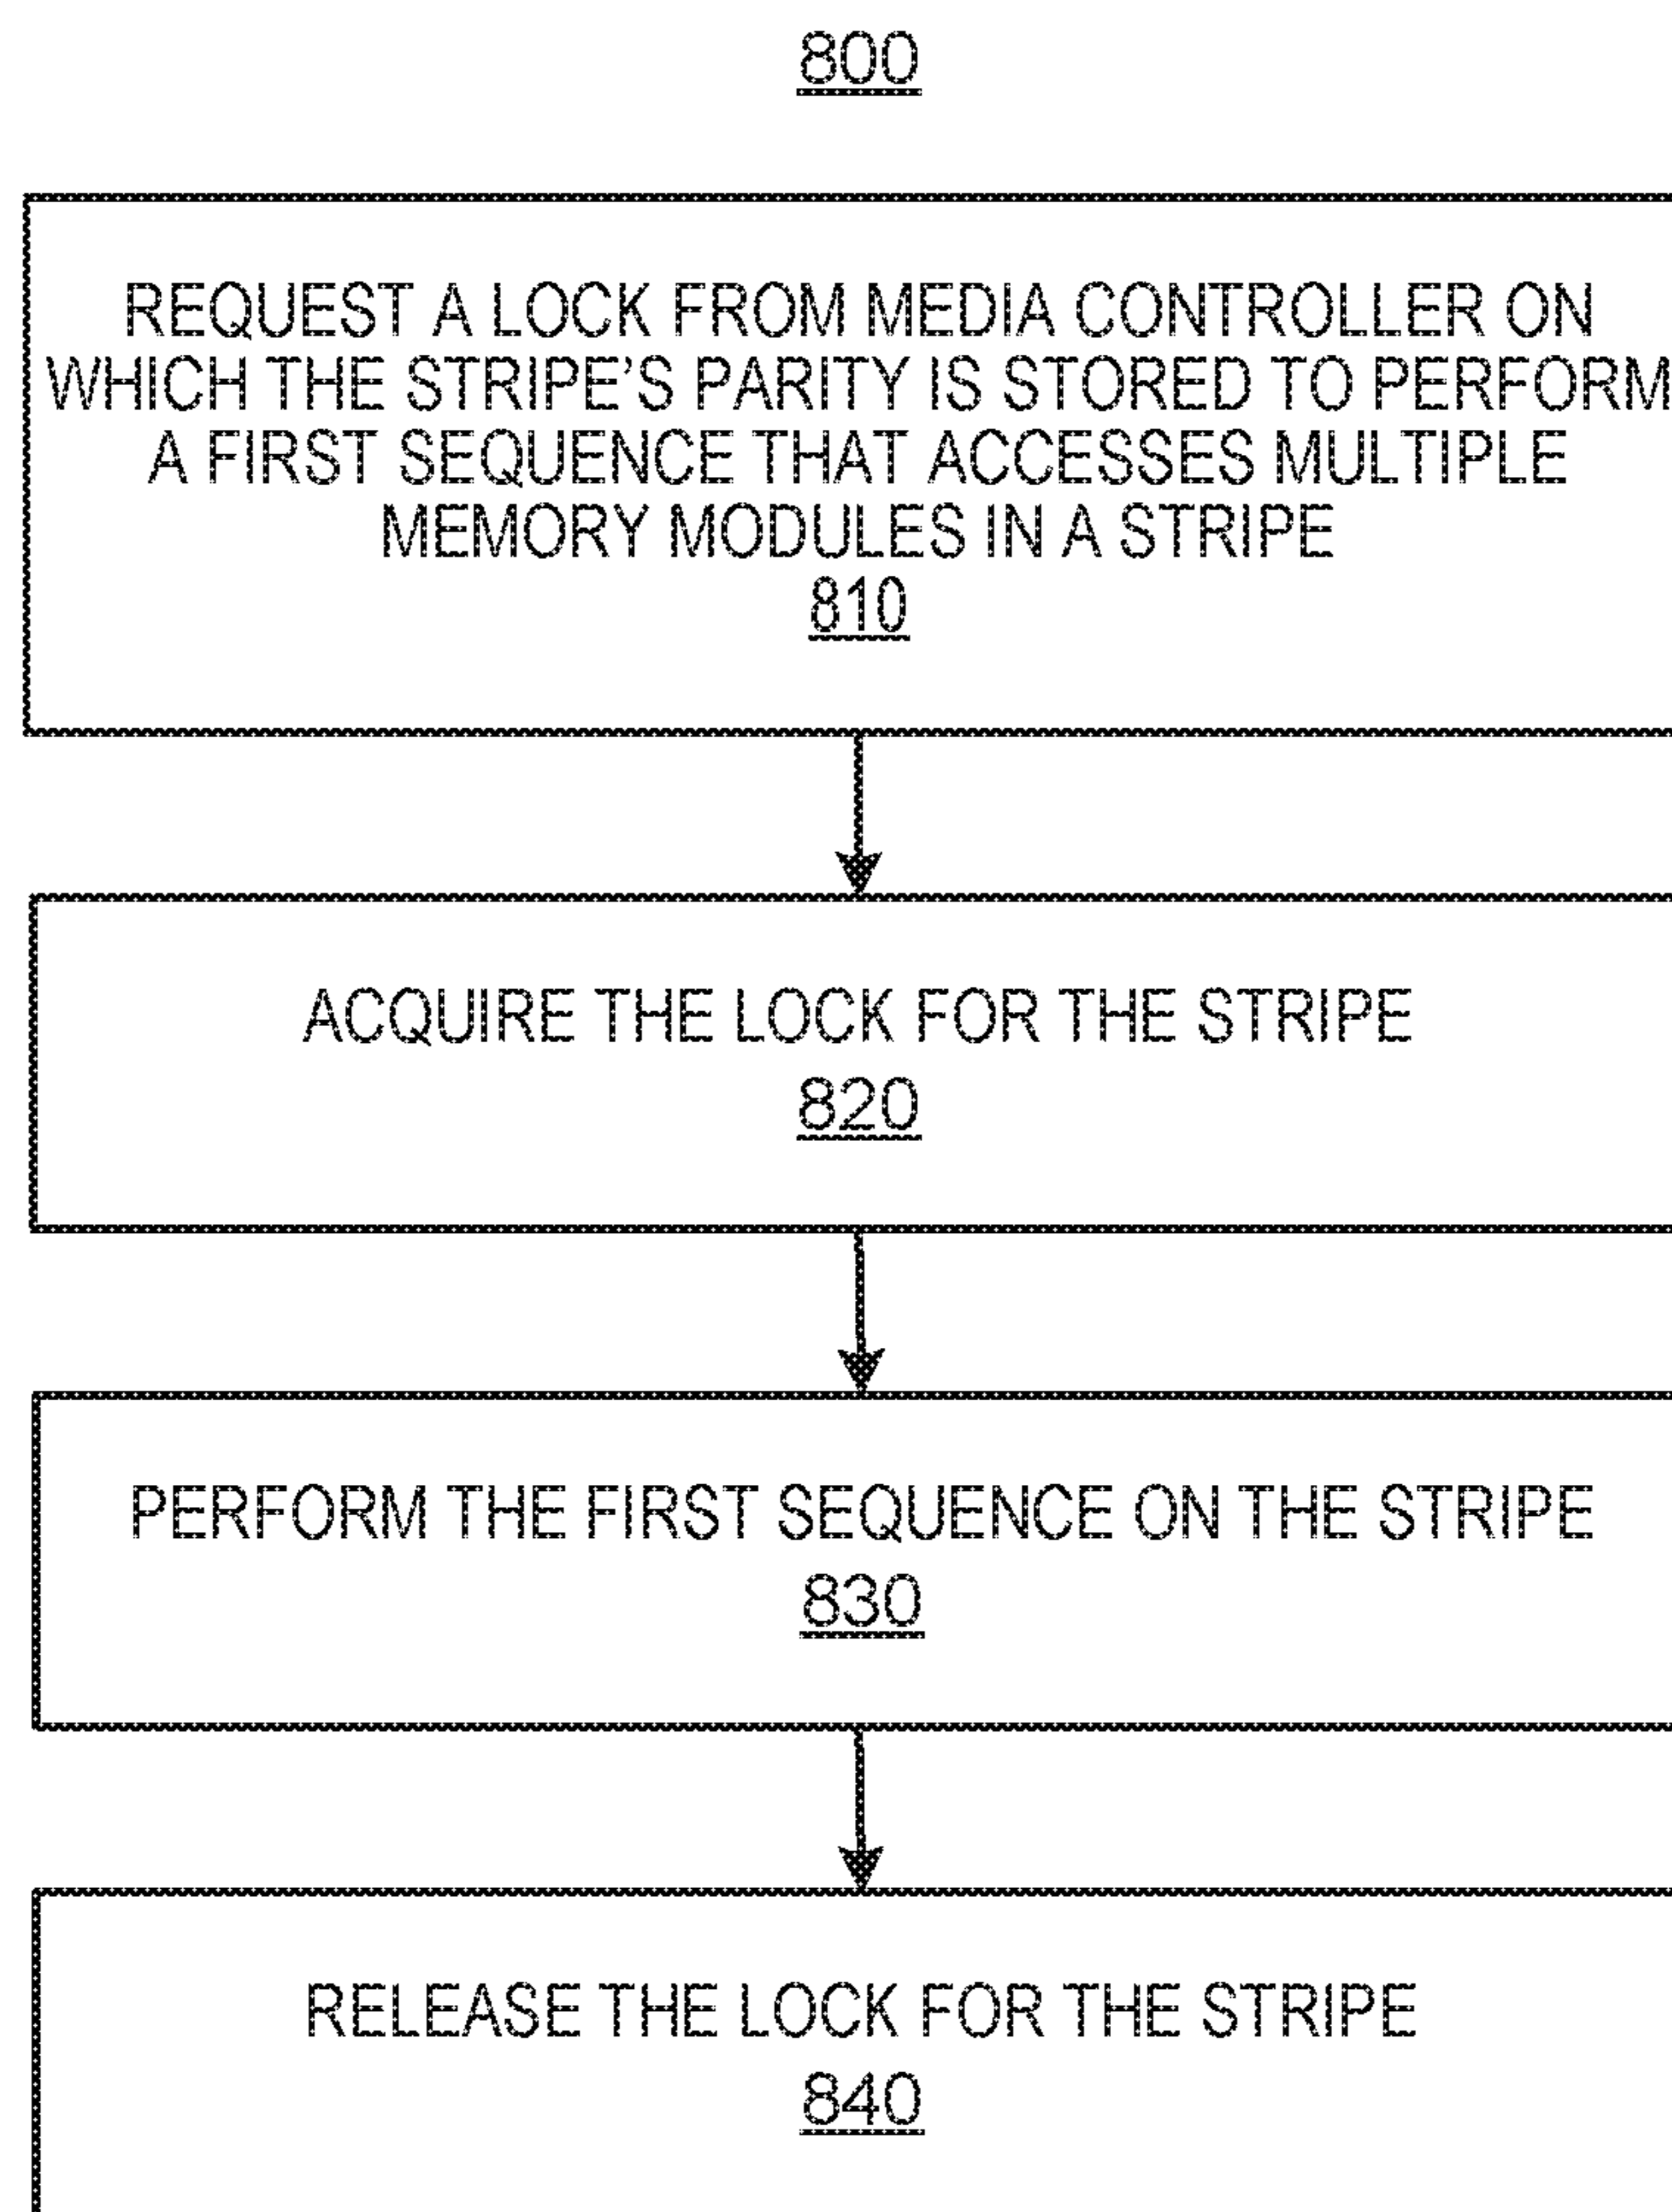 800
REQUEST A LOCK FROM MEDIA CONTROLLER ON
WHICH THE STRIPE'S PARITY IS STORED TO PERFORM
A FIRST SEQUENCE THAT ACCESSES MULTIPLE
MEMORY MODULES IN A STRIPE
810
ACQUIRE THE LOCK FOR THE STRIPE
820
PERFORM THE FIRST SEQUENCE ON THE STRIPE
830
RELEASE THE LOCK FOR THE STRIPE
840